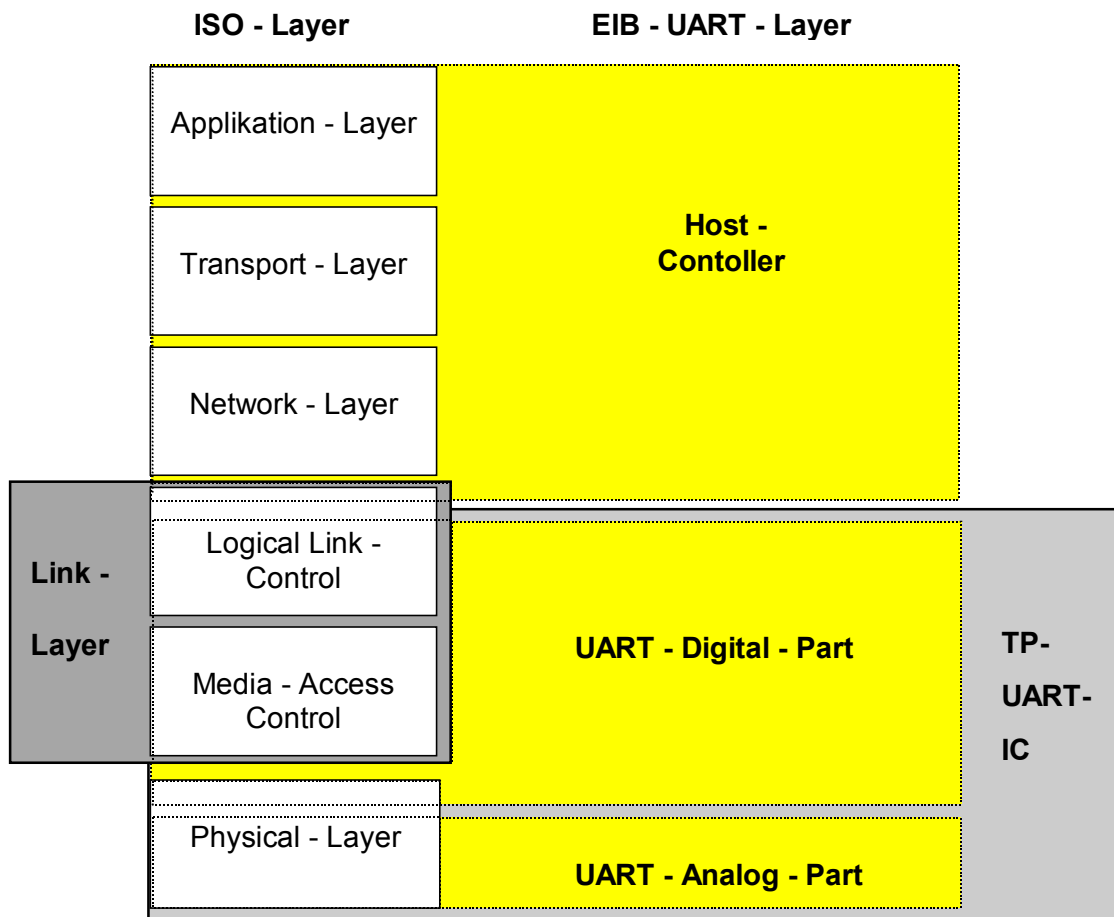 ISO - Layer
EIB - UART - Layer
Applikation - Layer
Transport - Layer
Host -
Contoller
Network - Layer
Link -
Layer
Logical Link -
Control
Media - Access
Control
UART - Digital - Part
TP-
UART-
IC
Physical - Layer
UART - Analog - Part